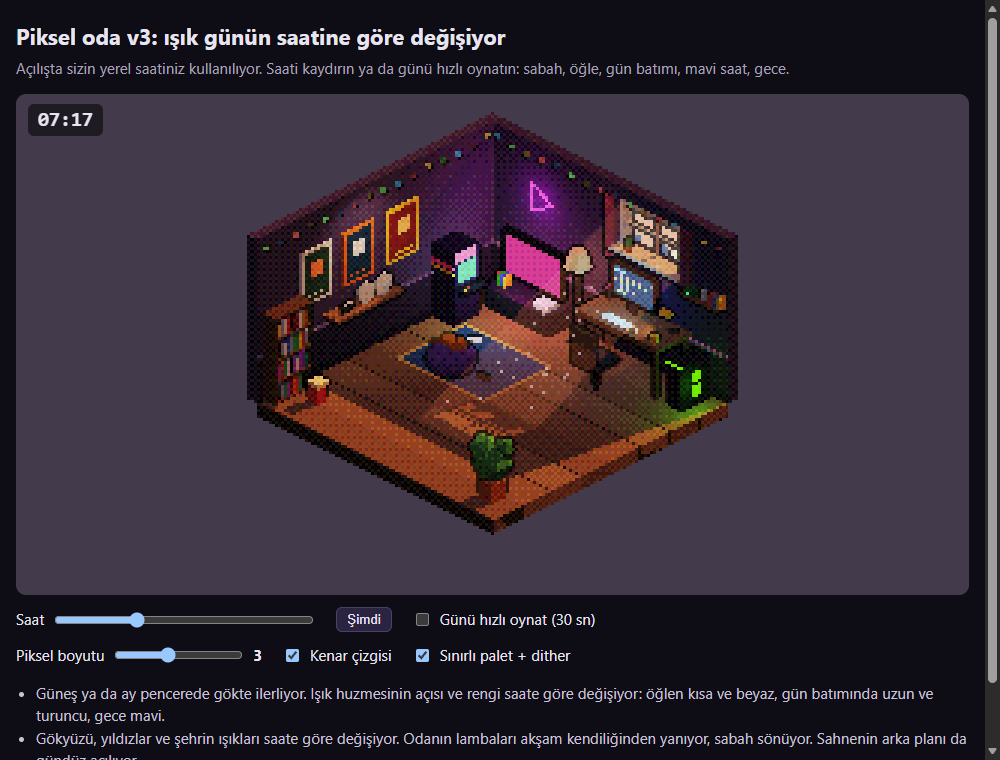 Piksel oda v3: ışık günün saatine göre değişiyor
Açılışta sizin yerel saatiniz kullanılıyor. Saati kaydırın ya da günü hızlı oynatın: sabah, öğle, gün batımı, mavi saat, gece.
07:17
Saat Şimdi Günü hızlı oynat (30 sn)
Piksel boyutu 3 Kenar çizgisi Sınırlı palet + dither
Güneş ya da ay pencerede gökte ilerliyor. Işık huzmesinin açısı ve rengi saate göre değişiyor: öğlen kısa ve beyaz, gün batımında uzun ve
turuncu, gece mavi.
Gökyüzü, yıldızlar ve şehrin ışıkları saate göre değişiyor. Odanın lambaları akşam kendiliğinden yanıyor, sabah sönüyor. Sahnenin arka planı da
gündüz açılıyor.